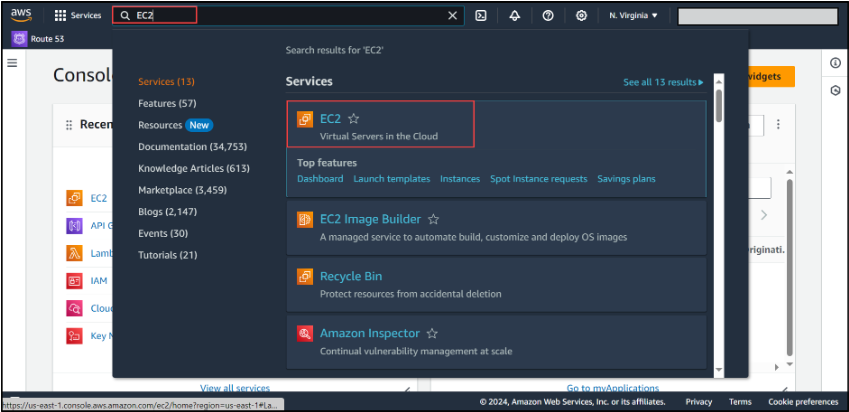 aws
Services
EC2
N. Virginia
Route 53
Search results for 'EC2'
Services (13)
Features (57)
Resources New
Documentation (34,753)
Knowledge Articles (613)
Marketplace (3,459)
Blogs (2,147)
Events (30)
Tutorials (21)
Services
See all 13 results
EC2
Virtual Servers in the Cloud
Top features
Dashboard Launch templates Instances Spot Instance requests Savings plans
EC2 Image Builder
A managed service to automate build, customize and deploy OS images
Recycle Bin
Protect resources from accidental deletion
Amazon Inspector
Continual vulnerability management at scale
Consol
widgets
Recen
EC2
API G
Lamb
IAM
Cloud
Key M
riginati.
View all services
Go to myApplications
https://us-east-1.console.aws.amazon.com/ec2/home?region=us-east-1#La...
© 2024, Amazon Web Services, Inc. or its affiliates.
Privacy Terms Cookie preferences